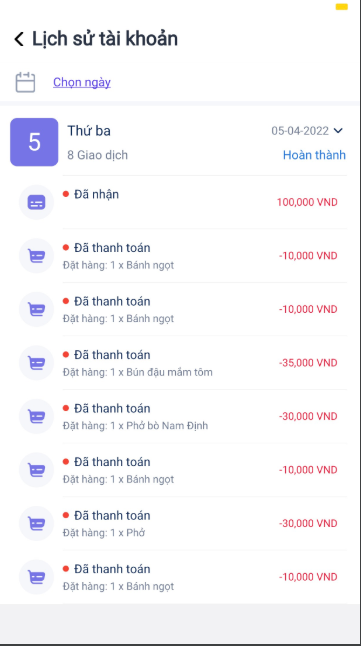 Lịch sử tài khoản
Chọn ngày
5
Thứ ba
05-04-2022
8 Giao dịch
Hoàn thành
Đã nhận
100,000 VND
Đã thanh toán
-10,000 VND
Đặt hàng: 1 x Bánh ngọt
Đã thanh toán
-10,000 VND
Đặt hàng: 1 x Bánh ngọt
Đã thanh toán
-35,000 VND
Đặt hàng: 1 x Bún đậu mắm tôm
Đã thanh toán
-30,000 VND
Đặt hàng: 1 x Phở bò Nam Định
Đã thanh toán
-10,000 VND
Đặt hàng: 1 x Bánh ngọt
Đã thanh toán
-30,000 VND
Đặt hàng: 1 x Phở
Đã thanh toán
-10,000 VND
Đặt hàng: 1 x Bánh ngọt